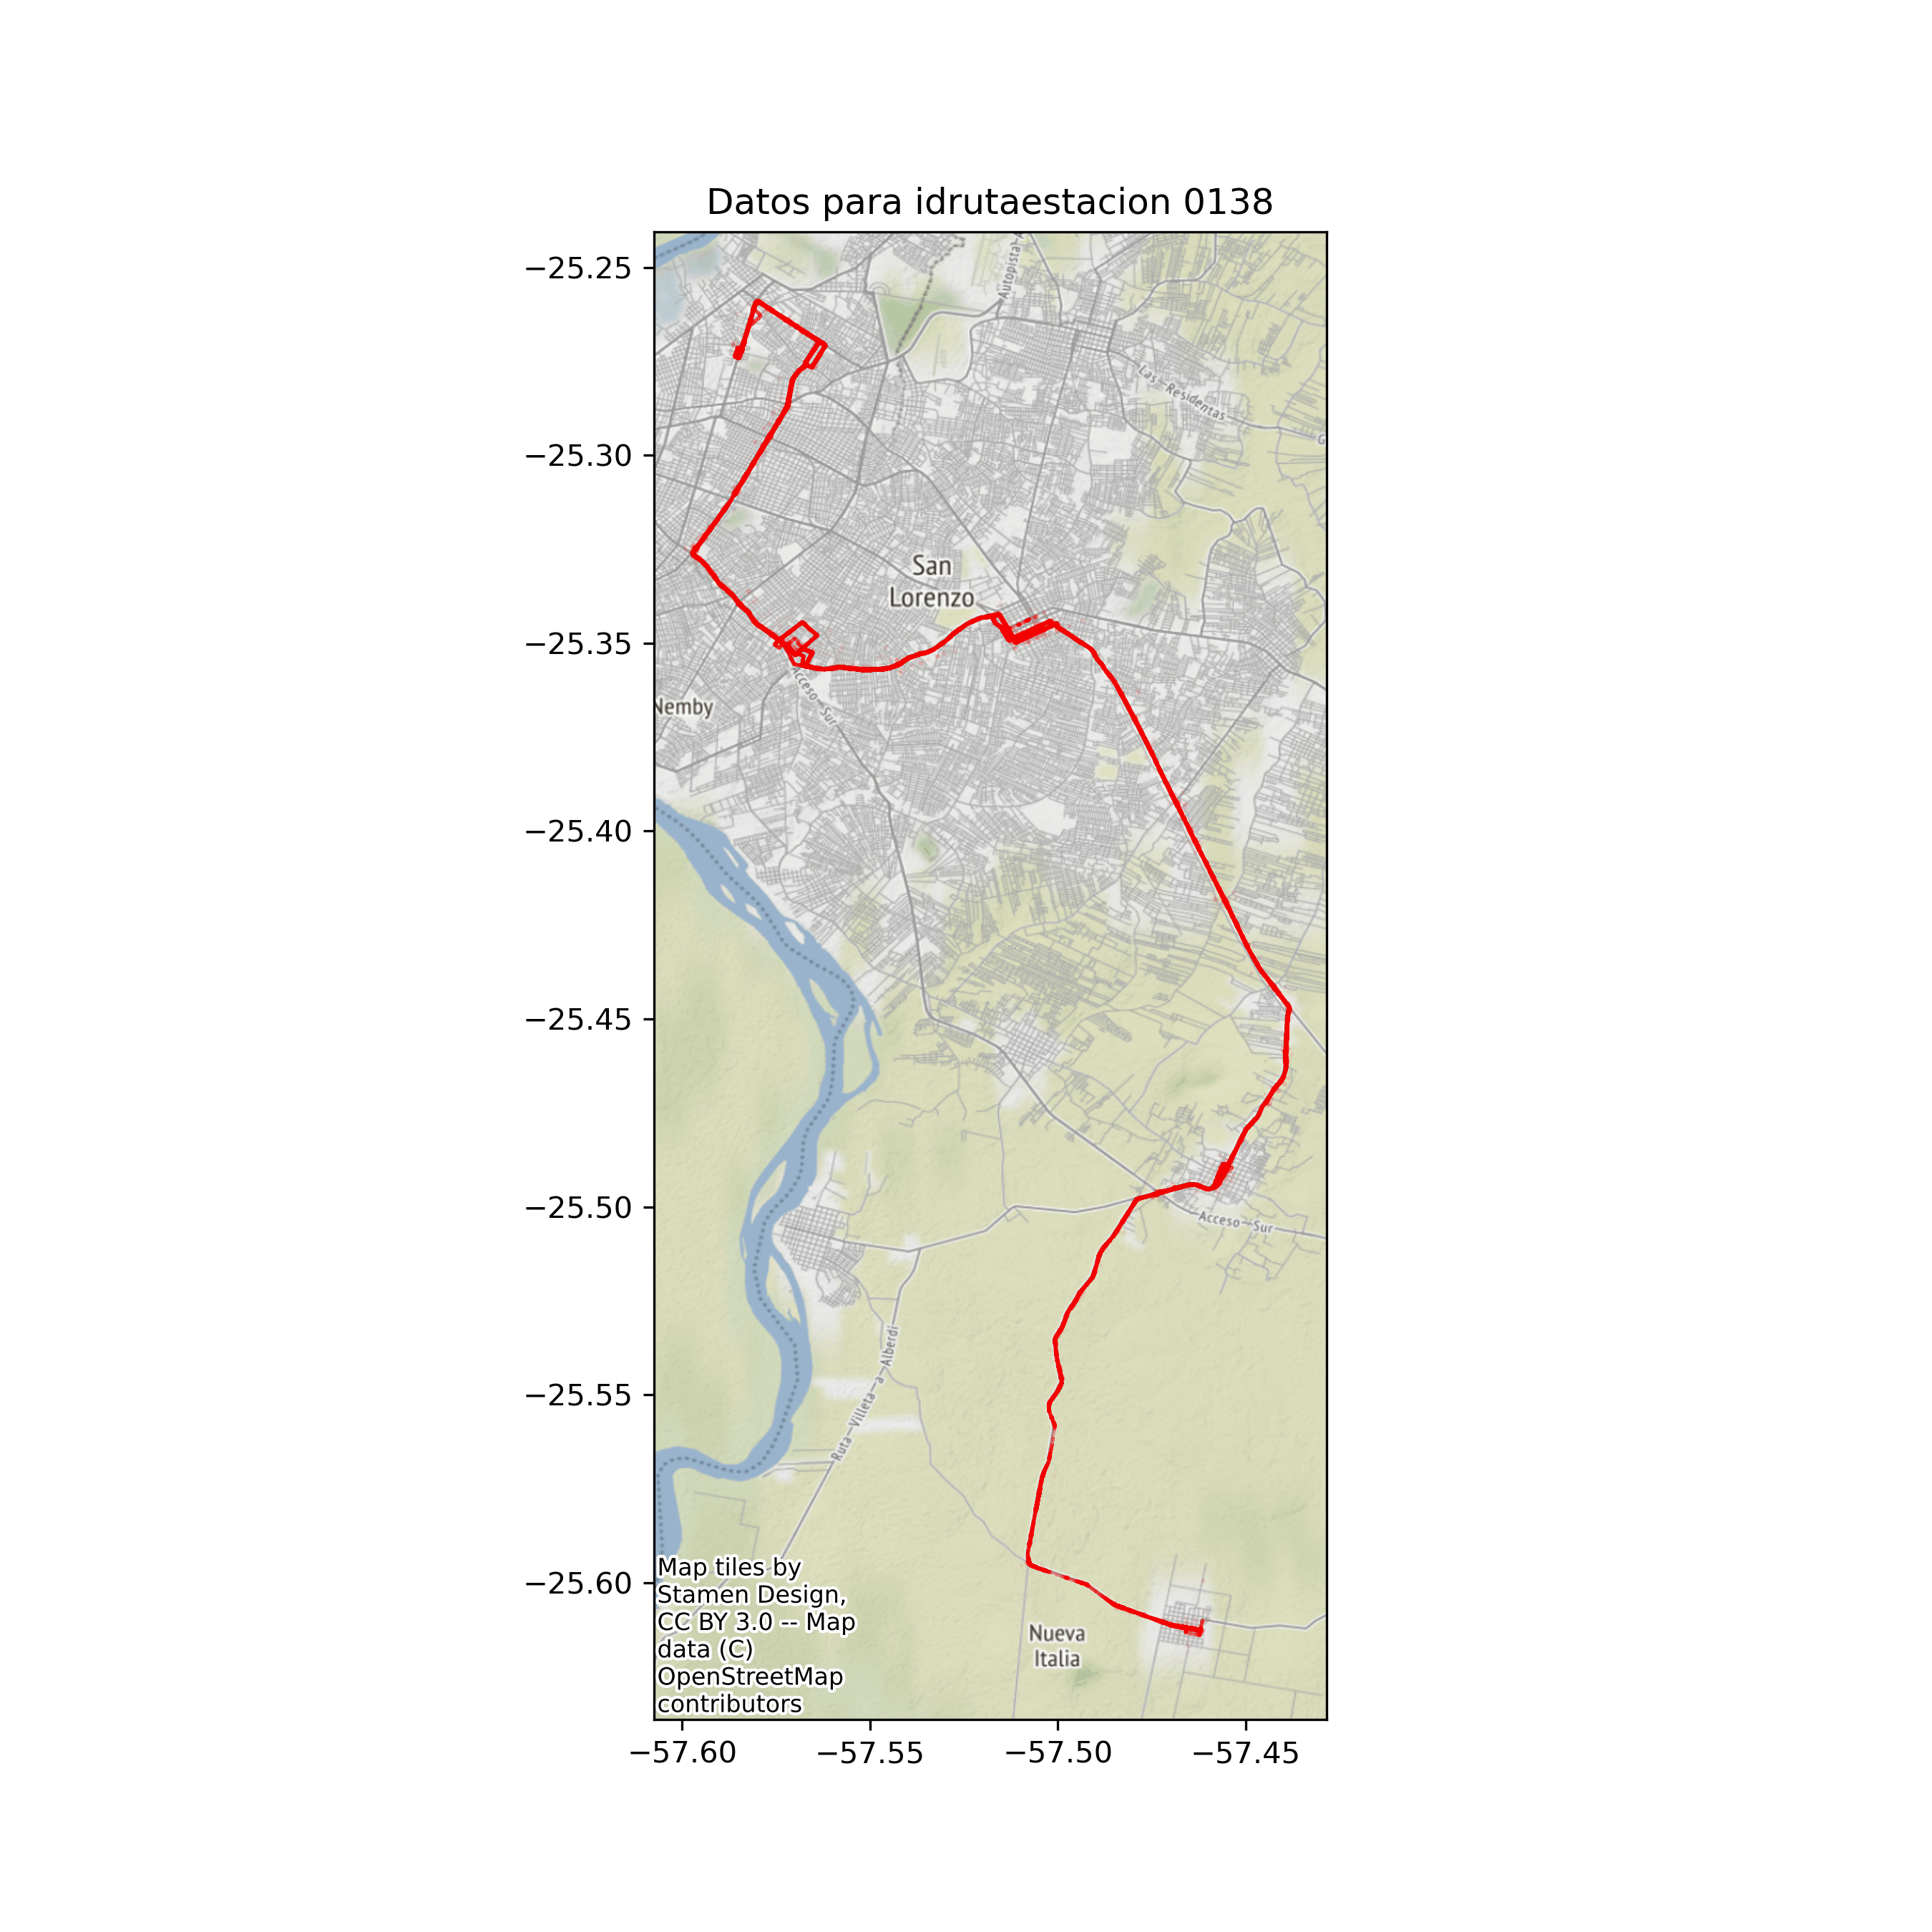 Datos para idrutaestacion 0138
−25.25
−25.30
−25.35
−25.40
−25.45
−25.50
−25.55
−25.60
−57.60
−57.55
−57.50
−57.45
Las Residentas
San
Lorenzo
Acceso Sur
Acceso Sur
Ruta Villeta a Alberdi
Nueva
Italia
Map tiles by
Stamen Design,
CC BY 3.0 -- Map
data (C)
OpenStreetMap
contributors